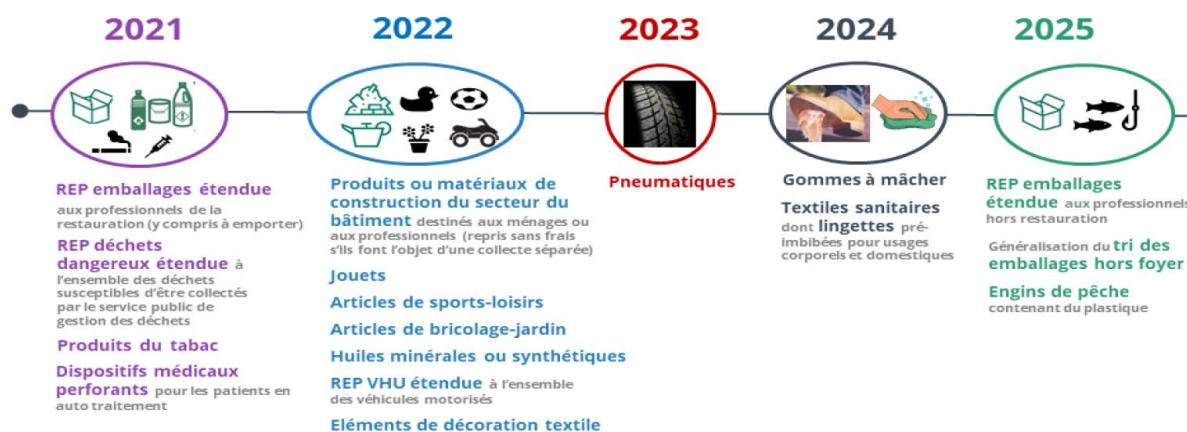 2021
REP emballages étendue
aux professionnels de la
restauration (y compris à emporter)
REP déchets
dangereux étendue à
l'ensemble des déchets
susceptibles d'être collectés
par le service public de
gestion des déchets
Produits du tabac
Dispositifs médicaux
perforants pour les patients en
auto traitement
2022
Produits ou matériaux de
construction du secteur du
bâtiment destinés aux ménages ou
aux professionnels (repris sans frais
s'ils font l'objet d'une collecte séparée)
Jouets
Articles de sports-loisirs
Articles de bricolage-jardin
Huiles minérales ou synthétiques
REP VHU étendue à l'ensemble
des véhicules motorisés
Eléments de décoration textile
2023
Pneumatiques
2024
Gommes à mâcher
Textiles sanitaires
dont lingettes pré-
imbibées pour usages
corporels et domestiques
2025
REP emballages
étendue aux professionnels
hors restauration
Généralisation du tri des
emballages hors foyer
Engins de pêche
contenant du plastique